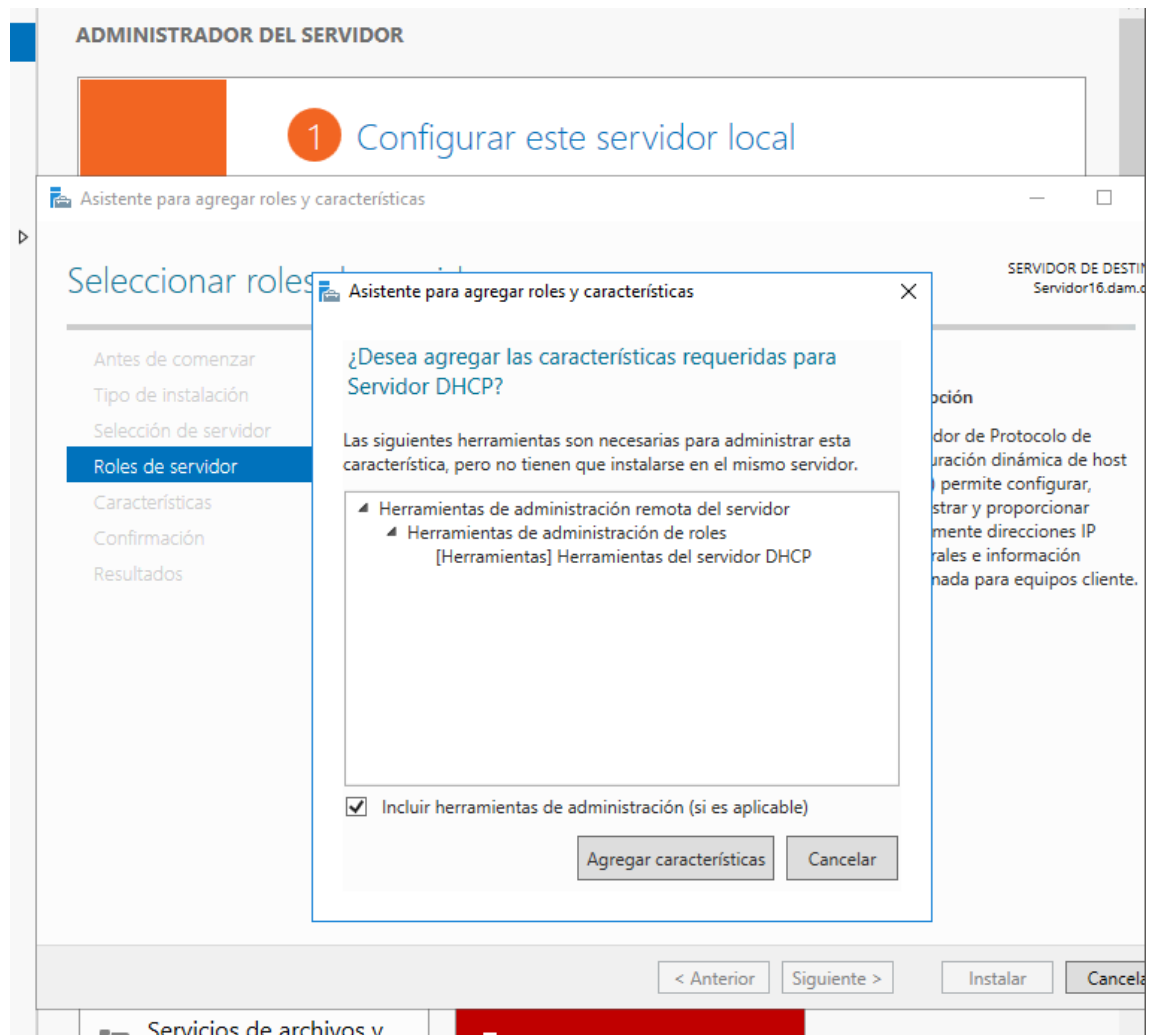 ADMINISTRADOR DEL SERVIDOR
1 Configurar este servidor local
Asistente para agregar roles y características
Seleccionar roles
SERVIDOR DE DESTIN
Servidor16.dam.
Asistente para agregar roles y características
¿Desea agregar las características requeridas para
Servidor DHCP?
Las siguientes herramientas son necesarias para administrar esta
característica, pero no tienen que instalarse en el mismo servidor.
Herramientas de administración remota del servidor
Herramientas de administración de roles
[Herramientas] Herramientas del servidor DHCP
Incluir herramientas de administración (si es aplicable)
Agregar características
Cancelar
Antes de comenzar
Tipo de instalación
Selección de servidor
Roles de servidor
Características
Confirmación
Resultados
pción
dor de Protocolo de
uración dinámica de host
) permite configurar,
strar y proporcionar
mente direcciones IP
rales e información
nada para equipos cliente.
< Anterior
Siguiente >
Instalar
Cancela
Servicios de archivos y